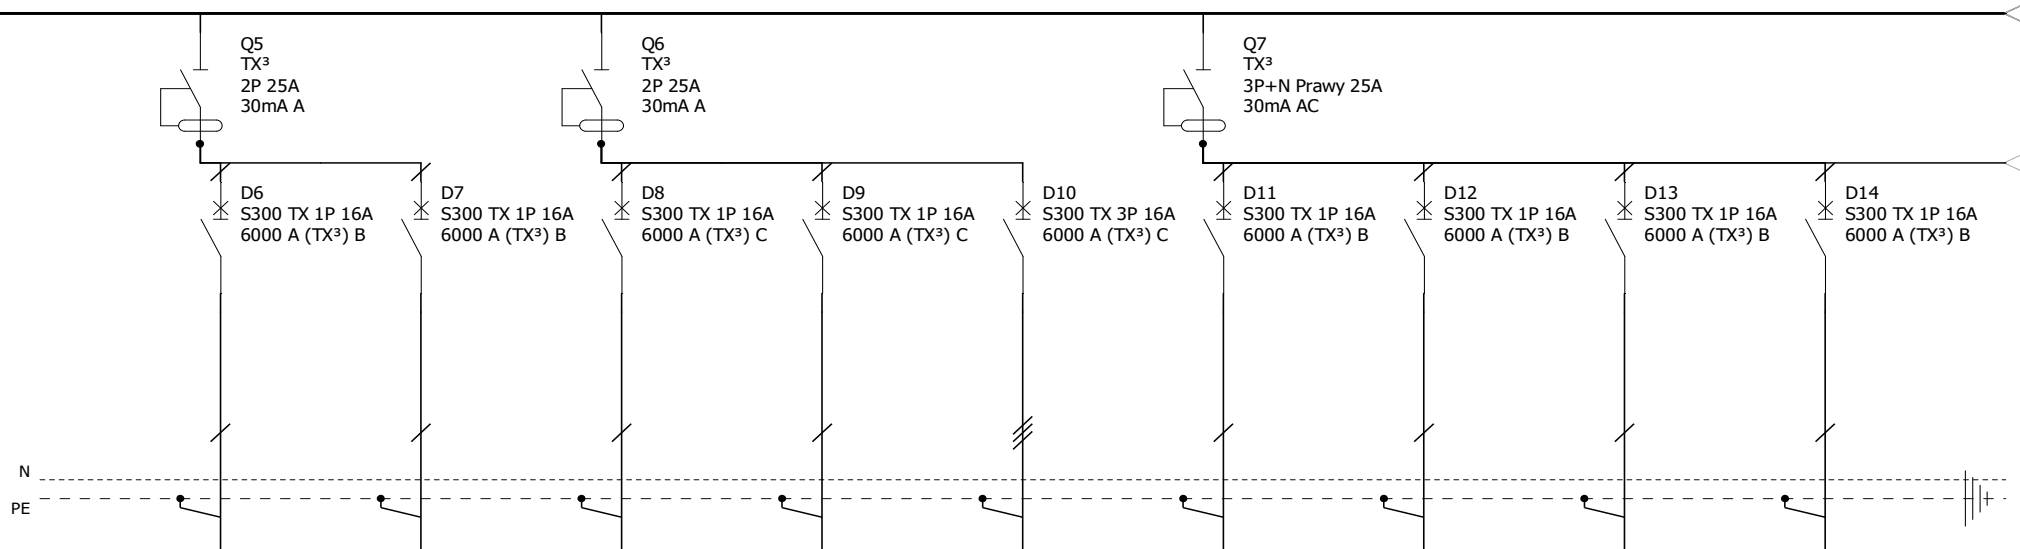 Q5
TX³
2P 25A
30mA A
Q6
TX³
2P 25A
30mA A
Q7
TX³
3P+N Prawy 25A
30mA AC
D6
S300 TX 1P 16A
6000 A (TX³) B
D7
S300 TX 1P 16A
6000 A (TX³) B
D8
S300 TX 1P 16A
6000 A (TX³) C
D9
S300 TX 1P 16A
6000 A (TX³) C
D10
S300 TX 3P 16A
6000 A (TX³) C
D11
S300 TX 1P 16A
6000 A (TX³) B
D12
S300 TX 1P 16A
6000 A (TX³) B
D13
S300 TX 1P 16A
6000 A (TX³) B
D14
S300 TX 1P 16A
6000 A (TX³) B
N
PE